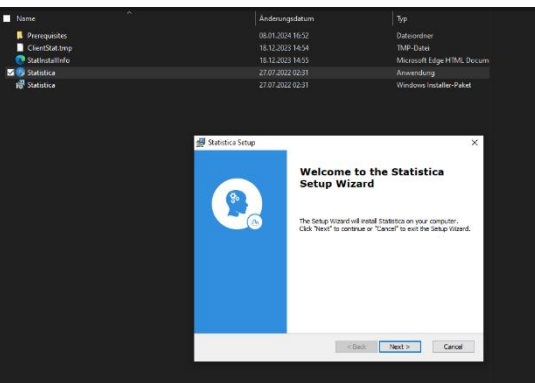 Name Änderungsdatum Typ
Prerequisites 08.01.2024 16:52 Dateiordner
ClientStat.tmp 18.12.2023 14:54 TMP-Datei
StatInstallInfo 18.12.2023 14:55 Microsoft Edge HTML Docum
Statistica 27.07.2022 02:31 Anwendung
Statistica 27.07.2022 02:31 Windows Installer-Paket
Statistica Setup
Welcome to the Statistica
Setup Wizard
The Setup Wizard will install Statistica on your computer.
Click "Next" to continue or "Cancel" to exit the Setup Wizard.
< Back Next > Cancel